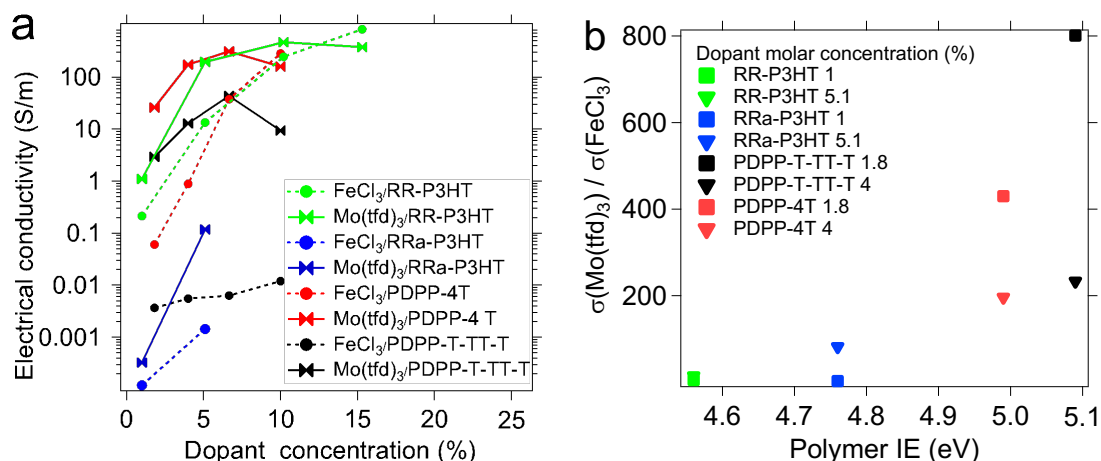 a
Electrical conductivity (S/m)
100
10
1
0.1
0.01
0.001
FeCl3/RR-P3HT
Mo(tfd)3/RR-P3HT
FeCl3/RRa-P3HT
Mo(tfd)3/RRa-P3HT
FeCl3/PDPP-4T
Mo(tfd)3/PDPP-4 T
FeCl3/PDPP-T-TT-T
Mo(tfd)3/PDPP-T-TT-T
0 5 10 15 20 25
Dopant concentration (%)
b
σ(Mo(tfd)3) / σ(FeCl3)
800
600
400
200
Dopant molar concentration (%)
RR-P3HT 1
RR-P3HT 5.1
RRa-P3HT 1
RRa-P3HT 5.1
PDPP-T-TT-T 1.8
PDPP-T-TT-T 4
PDPP-4T 1.8
PDPP-4T 4
4.6 4.7 4.8 4.9 5.0 5.1
Polymer IE (eV)